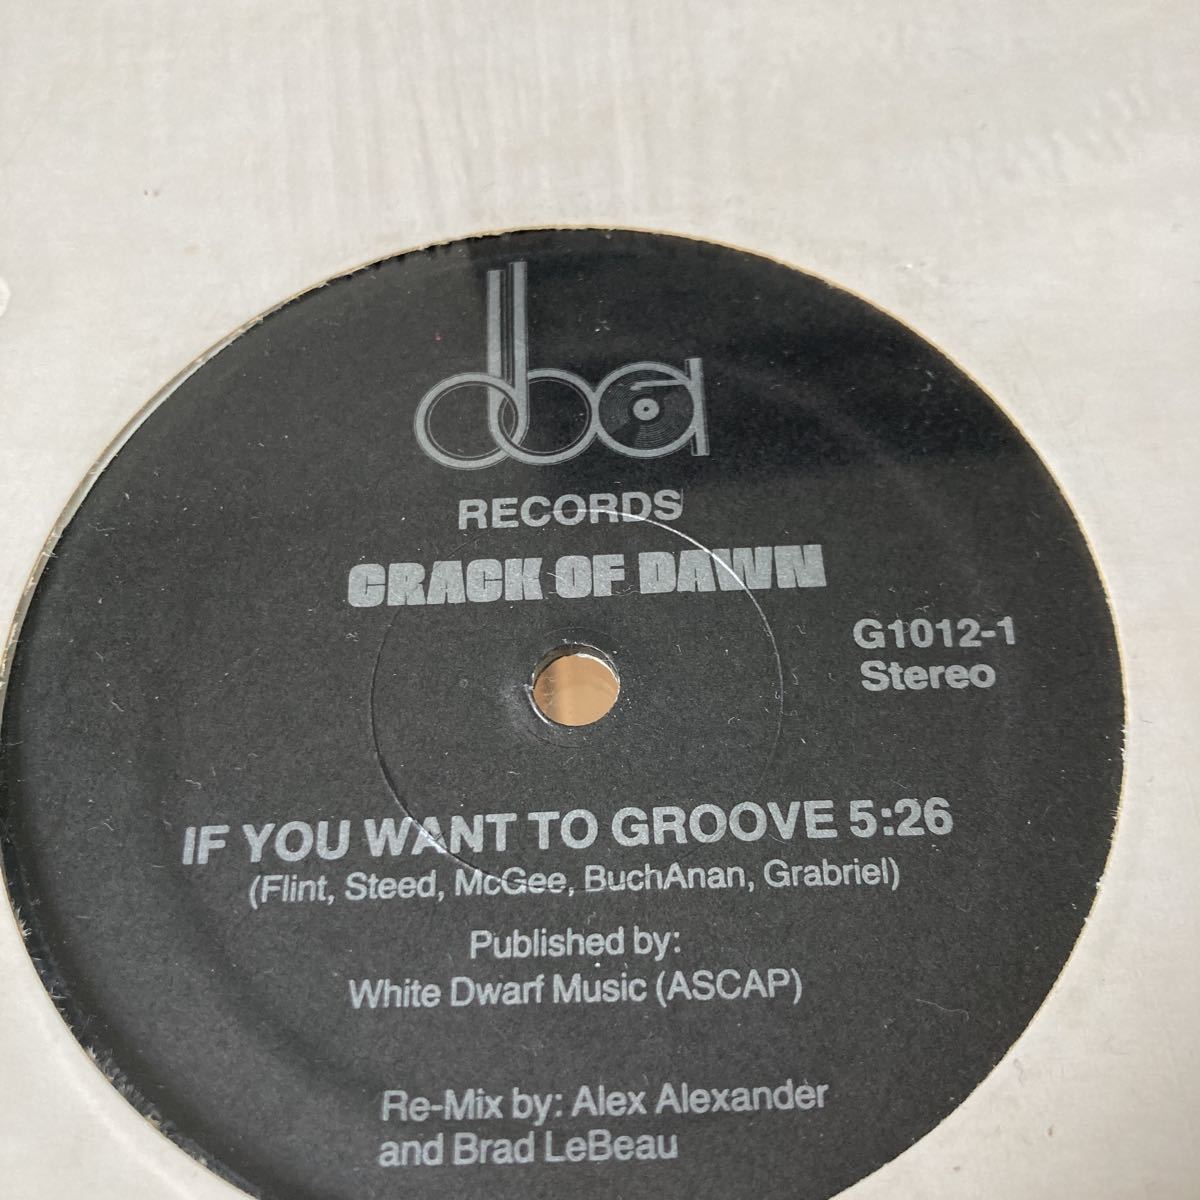 dba
RECORDS
CRACK OF DAWN
G1012-1
Stereo
IF YOU WANT TO GROOVE 5:26
(Flint, Steed, McGee, BuchAnan, Grabriel)
Published by:
White Dwarf Music (ASCAP)
Re-Mix by: Alex Alexander
and Brad LeBeau